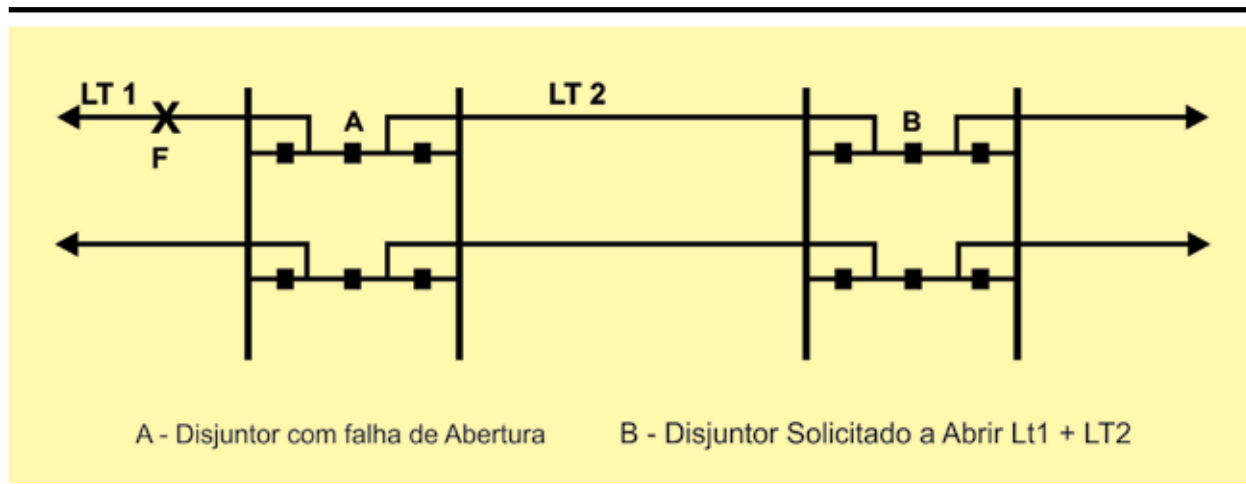 LT 1
LT 2
A
B
F
A - Disjuntor com falha de Abertura
B - Disjuntor Solicitado a Abrir Lt1 + LT2